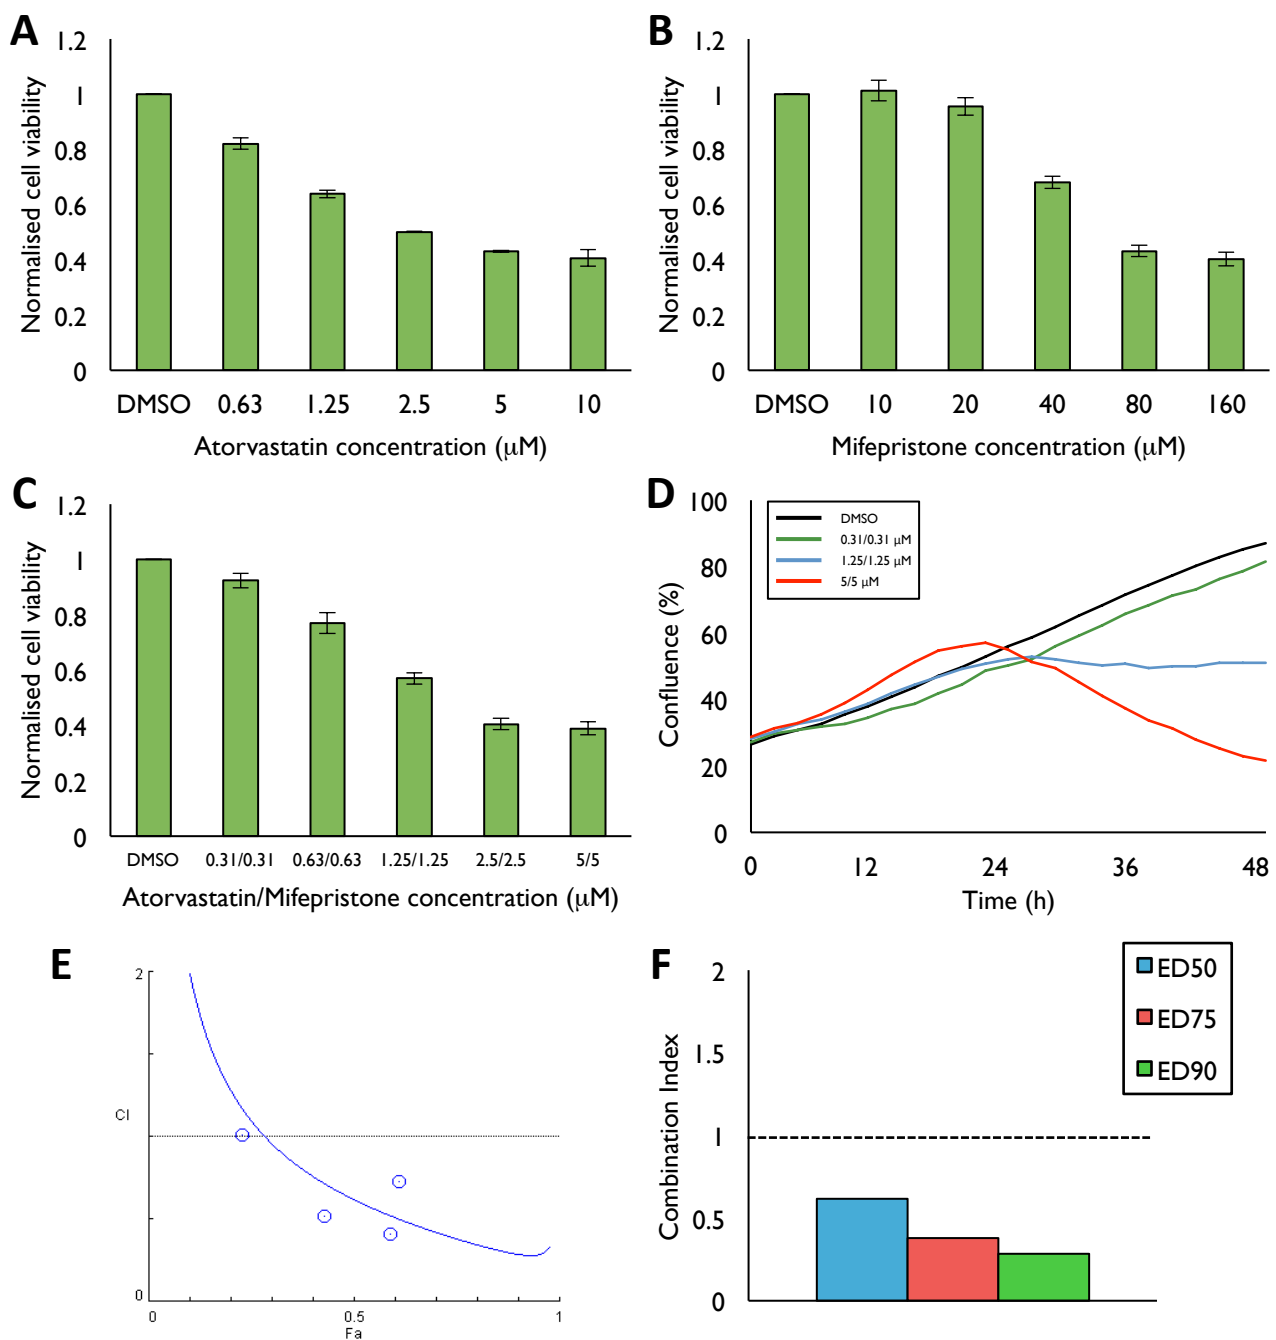 A
1.2
1
0.8
0.6
0.4
0.2
0
Normalised cell viability
DMSO 0.63 1.25 2.5 5 10
Atorvastatin concentration (μM)
B
1.2
1
0.8
0.6
0.4
0.2
0
Normalised cell viability
DMSO 10 20 40 80 160
Mifepristone concentration (μM)
C
1.2
1
0.8
0.6
0.4
0.2
0
Normalised cell viability
DMSO 0.31/0.31 0.63/0.63 1.25/1.25 2.5/2.5 5/5
Atorvastatin/Mifepristone concentration (μM)
D
100
80
60
40
20
0
Confluence (%)
DMSO
0.31/0.31 μM
1.25/1.25 μM
5/5 μM
0 12 24 36 48
Time (h)
E
2
CI
0
0 0.5 1
Fa
F
2
1.5
1
0.5
0
Combination Index
ED50
ED75
ED90